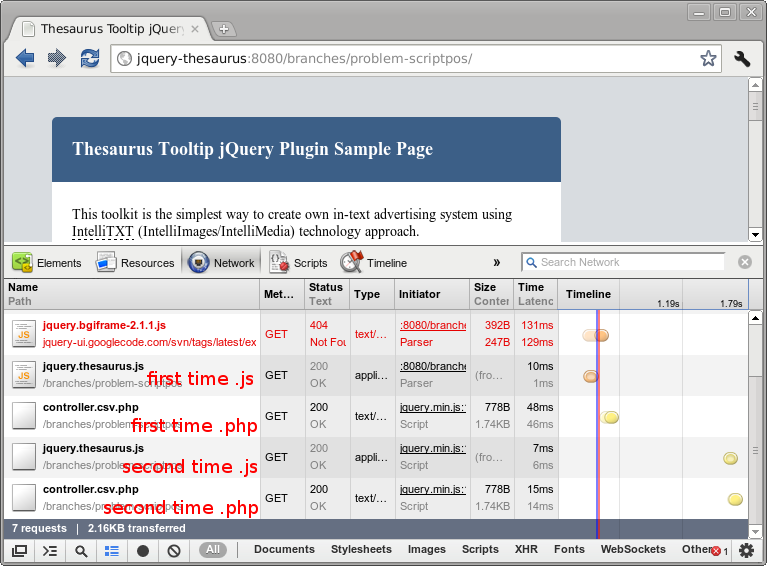 Thesaurus Tooltip jQuery
jquery-thesaurus:8080/branches/problem-scriptpos/
Thesaurus Tooltip jQuery Plugin Sample Page
This toolkit is the simplest way to create own in-text advertising system using
IntelliTXT (IntelliImages/IntelliMedia) technology approach.
Elements Resources Network Scripts Timeline » Search Network
Name Met… Status Type Initiator Size Time Timeline
Path Text Conten Latenc 1.19s 1.79s
jquery.bgiframe-2.1.1.js GET 404 text/… :8080/branche 392B 131ms
jquery-ui.googlecode.com/svn/tags/latest/ex Not Fou Parser 247B 129ms
jquery.thesaurus.js GET 200 appli… :8080/branche (fro… 10ms
/branches/problem-scriptpos OK Parser 1ms
first time .js
controller.csv.php GET 200 text/… jquery.min.js: 778B 48ms
/branches/problem-scriptpos OK Script 1.74KB 46ms
first time .php
jquery.thesaurus.js GET 200 appli… jquery.min.js: (fro… 7ms
/branches/problem-scriptpos OK Script 6ms
second time .js
controller.csv.php GET 200 text/… jquery.min.js: 778B 15ms
/branches/problem-scriptpos OK Script 1.74KB 14ms
second time .php
7 requests | 2.16KB transferred
All Documents Stylesheets Images Scripts XHR Fonts WebSockets Other 1